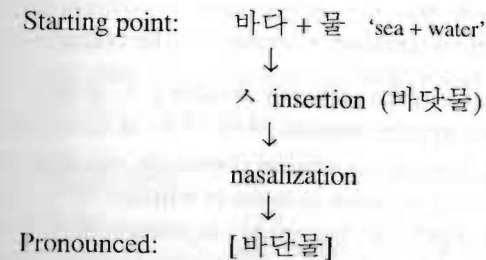 Starting point: 바다 + 물 ‘sea + water’
↓
ㅅ insertion (바닷물)
↓
nasalization
↓
Pronounced: [바단물]